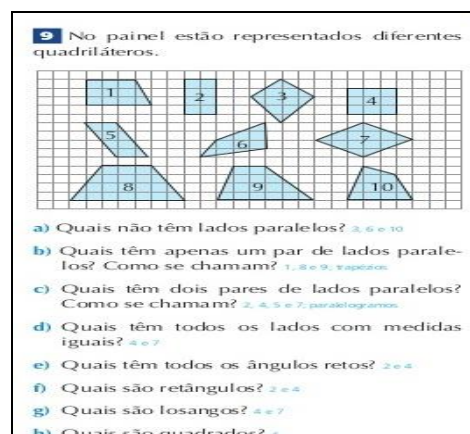 9 No painel estão representados diferentes
quadriláteros.
1
2
3
4
5
6
7
8
9
10
a) Quais não têm lados paralelos? 3, 6 e 10
b) Quais têm apenas um par de lados parale-
los? Como se chamam? 1, 8 e 9; trapézios
c) Quais têm dois pares de lados paralelos?
Como se chamam? 2, 4, 5 e 7; paralelogramos
d) Quais têm todos os lados com medidas
iguais? 4 e 7
e) Quais têm todos os ângulos retos? 2 e 4
f) Quais são retângulos? 2 e 4
g) Quais são losangos? 4 e 7
h) Quais são quadrados?